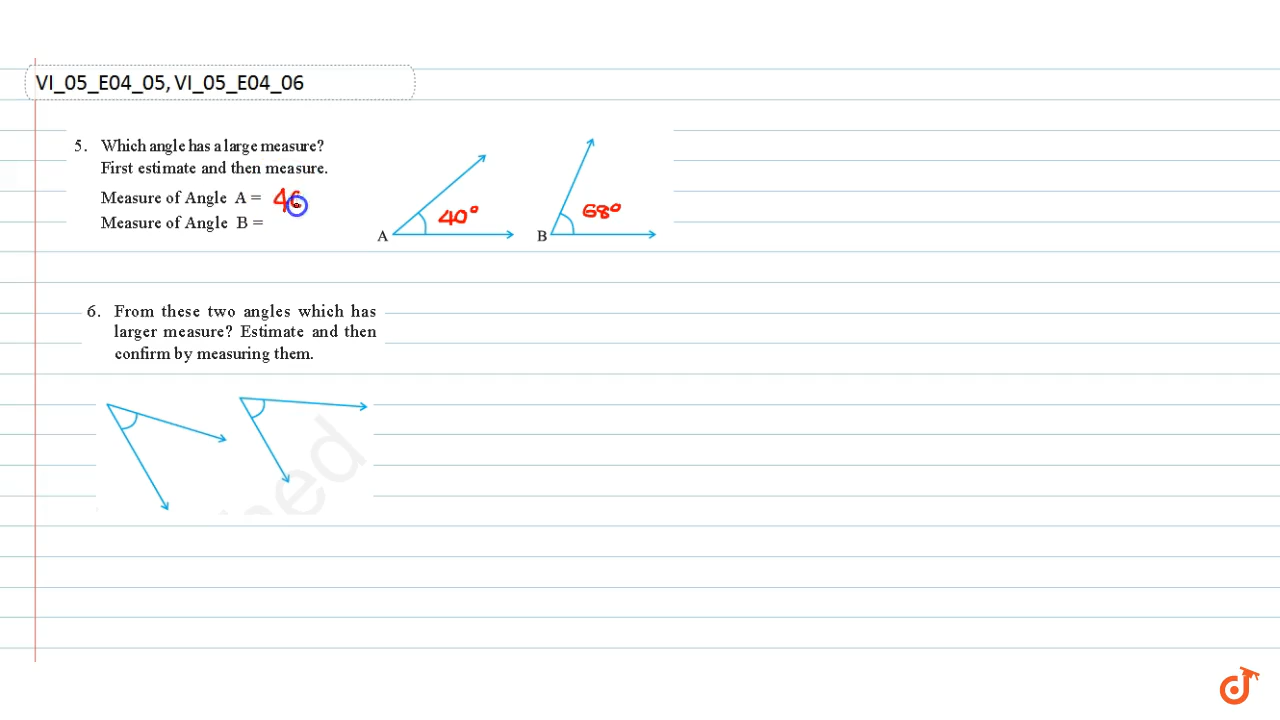 VI_05_E04_05, VI_05_E04_06
5. Which angle has a large measure?
First estimate and then measure.
Measure of Angle A = 40
Measure of Angle B =
A 40° B 68°
6. From these two angles which has
larger measure? Estimate and then
confirm by measuring them.